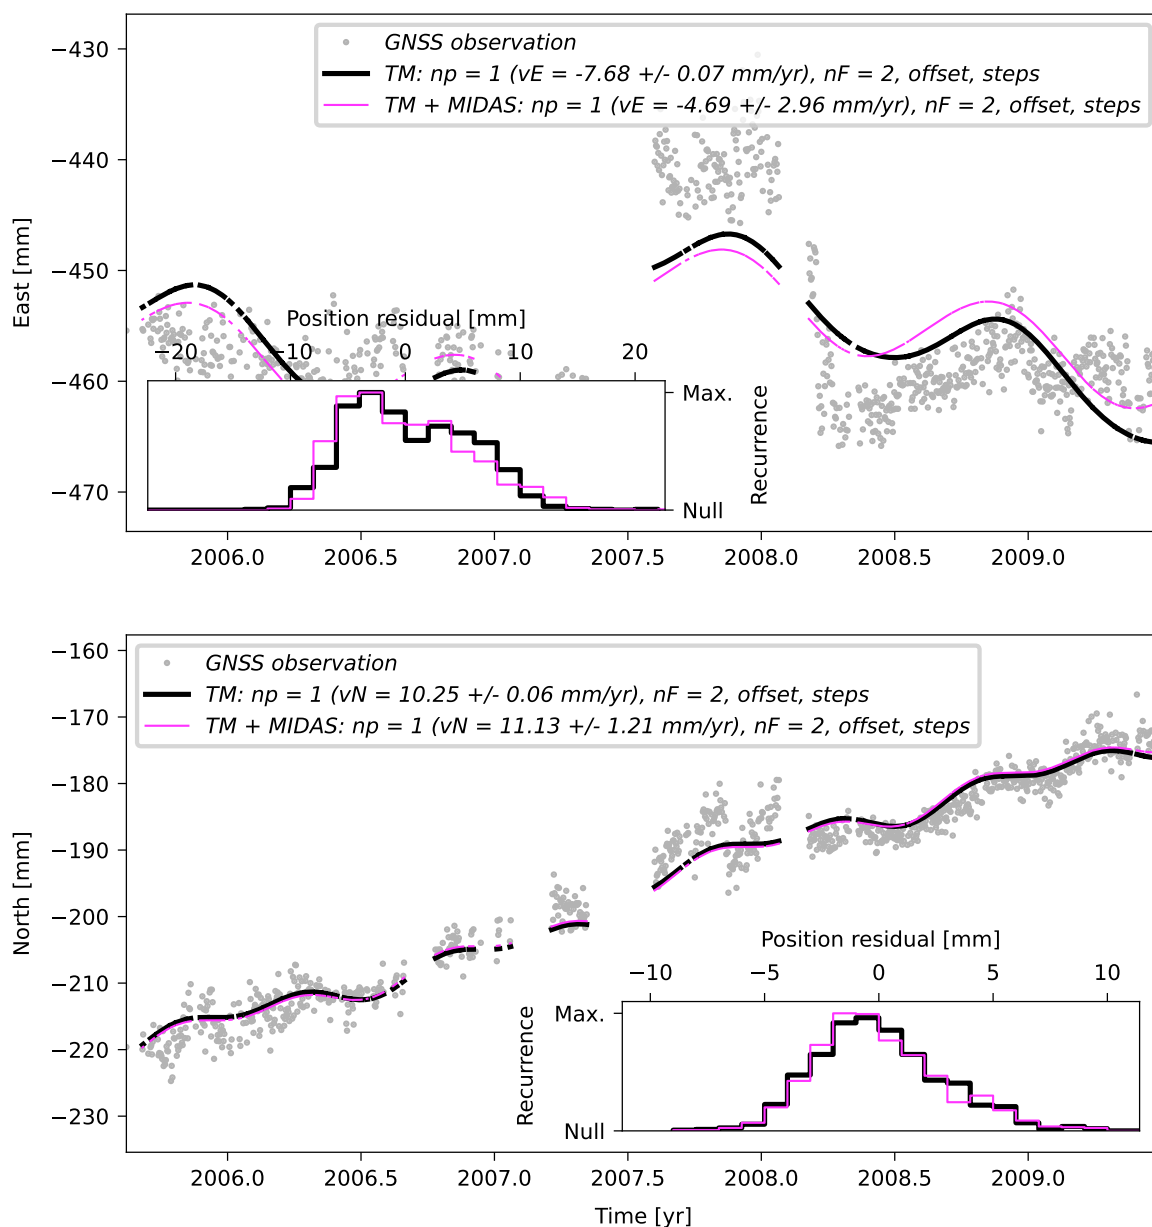 GNSS observation
TM: np = 1 (vE = -7.68 +/- 0.07 mm/yr), nF = 2, offset, steps
TM + MIDAS: np = 1 (vE = -4.69 +/- 2.96 mm/yr), nF = 2, offset, steps
−430
−440
−450
−460
−470
East [mm]
Position residual [mm]
−20 −10 0 10 20
Max.
Null
Recurrence
2006.0 2006.5 2007.0 2007.5 2008.0 2008.5 2009.0
GNSS observation
TM: np = 1 (vN = 10.25 +/- 0.06 mm/yr), nF = 2, offset, steps
TM + MIDAS: np = 1 (vN = 11.13 +/- 1.21 mm/yr), nF = 2, offset, steps
−160
−170
−180
−190
−200
−210
−220
−230
North [mm]
Position residual [mm]
−10 −5 0 5 10
Max.
Null
Recurrence
2006.0 2006.5 2007.0 2007.5 2008.0 2008.5 2009.0
Time [yr]